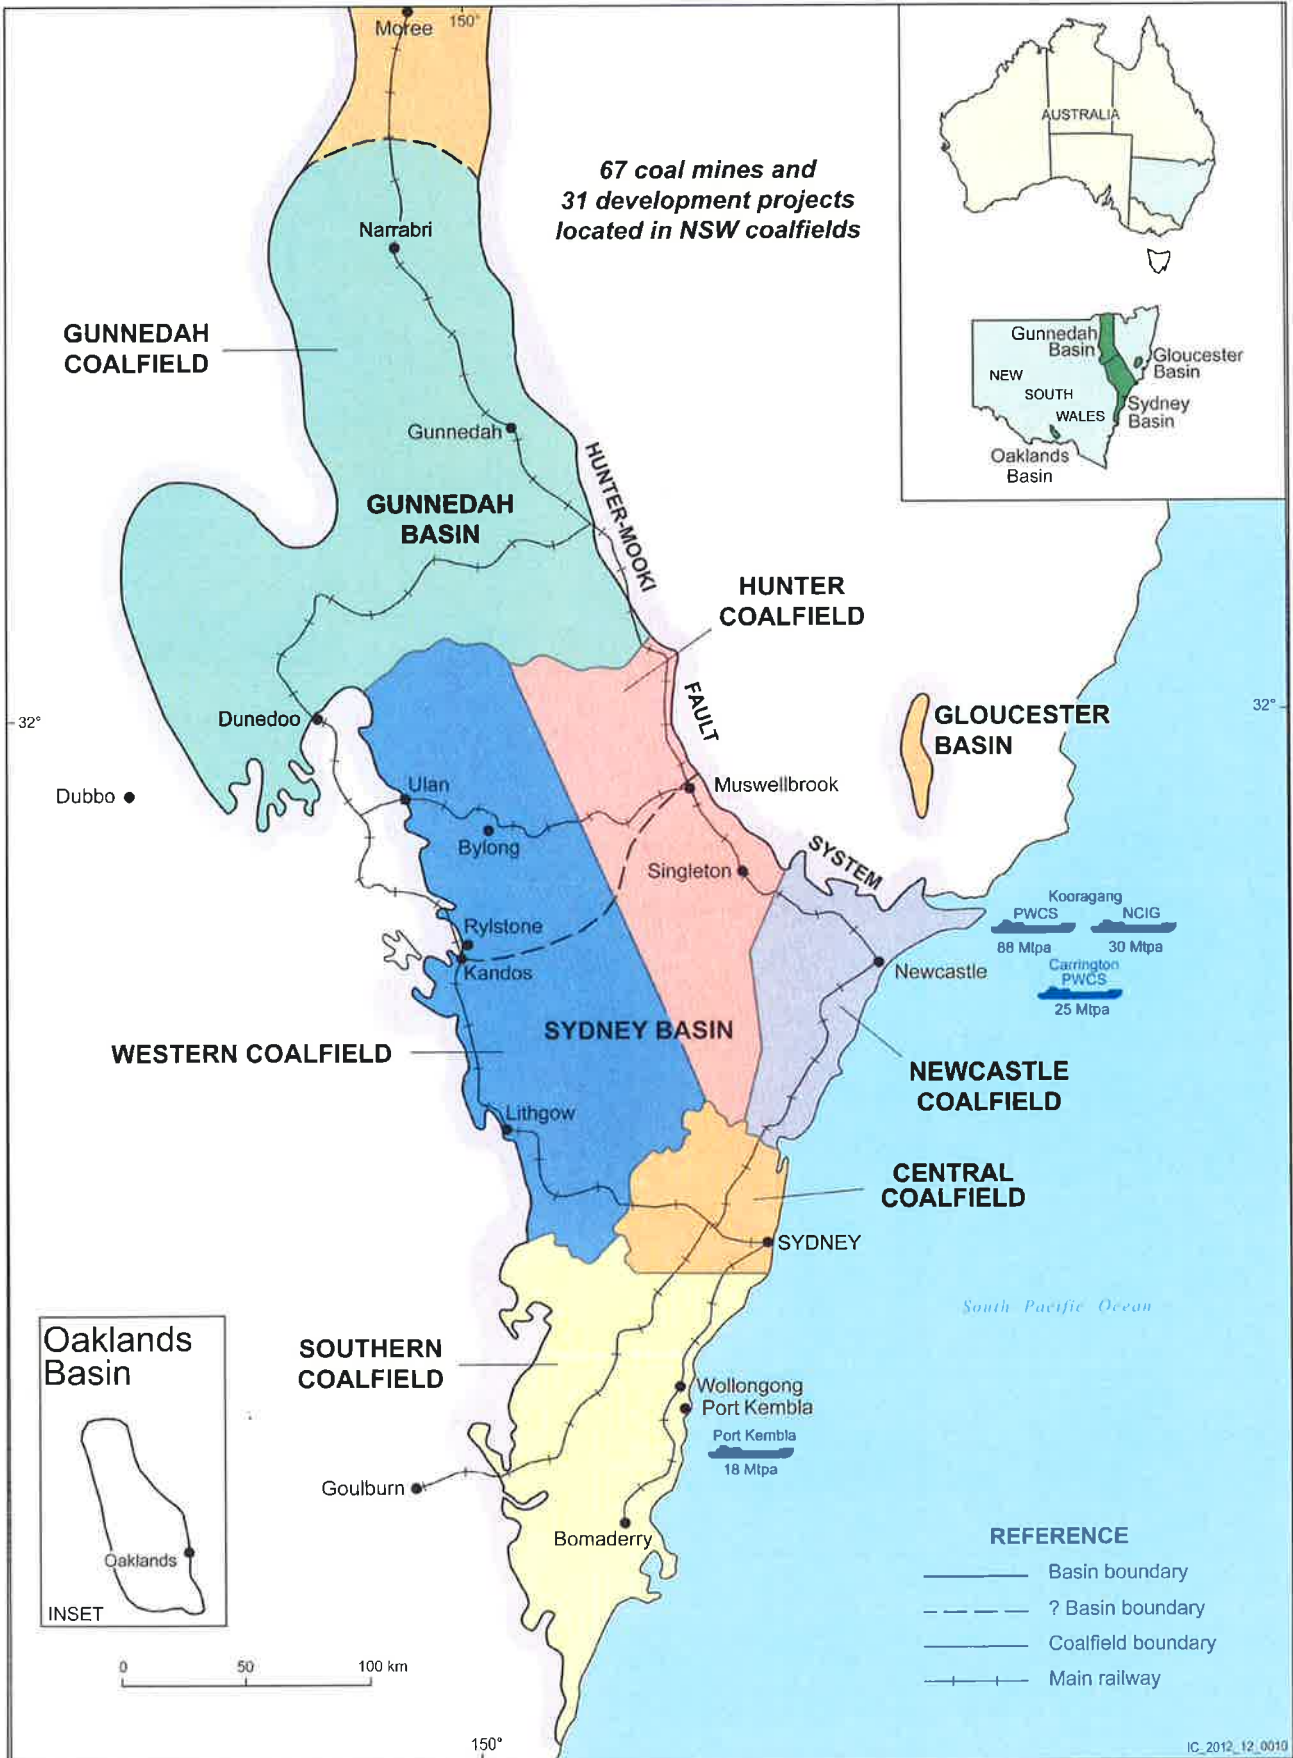 Moree
150°
67 coal mines and
31 development projects
located in NSW coalfields
AUSTRALIA
Narrabri
GUNNEDAH
COALFIELD
Gunnedah
Basin
Gloucester
Basin
NEW
SOUTH
WALES
Sydney
Basin
Oaklands
Basin
Gunnedah
HUNTER-MOOKI
GUNNEDAH
BASIN
HUNTER
COALFIELD
FAULT
32°
32°
Dunedoo
GLOUCESTER
BASIN
Dubbo
Ulan
Muswellbrook
Bylong
SYSTEM
Singleton
Kooragang
PWCS
NCIG
88 Mtpa
30 Mtpa
Rylstone
Kandos
Newcastle
Carrington
PWCS
25 Mtpa
SYDNEY BASIN
WESTERN COALFIELD
NEWCASTLE
COALFIELD
Lithgow
CENTRAL
COALFIELD
SYDNEY
South Pacific Ocean
Oaklands
Basin
SOUTHERN
COALFIELD
Wollongong
Port Kembla
Port Kembla
18 Mtpa
Goulburn
Bomaderry
Oaklands
INSET
REFERENCE
Basin boundary
? Basin boundary
Coalfield boundary
Main railway
0 50 100 km
150°
IC_2012_12_0010